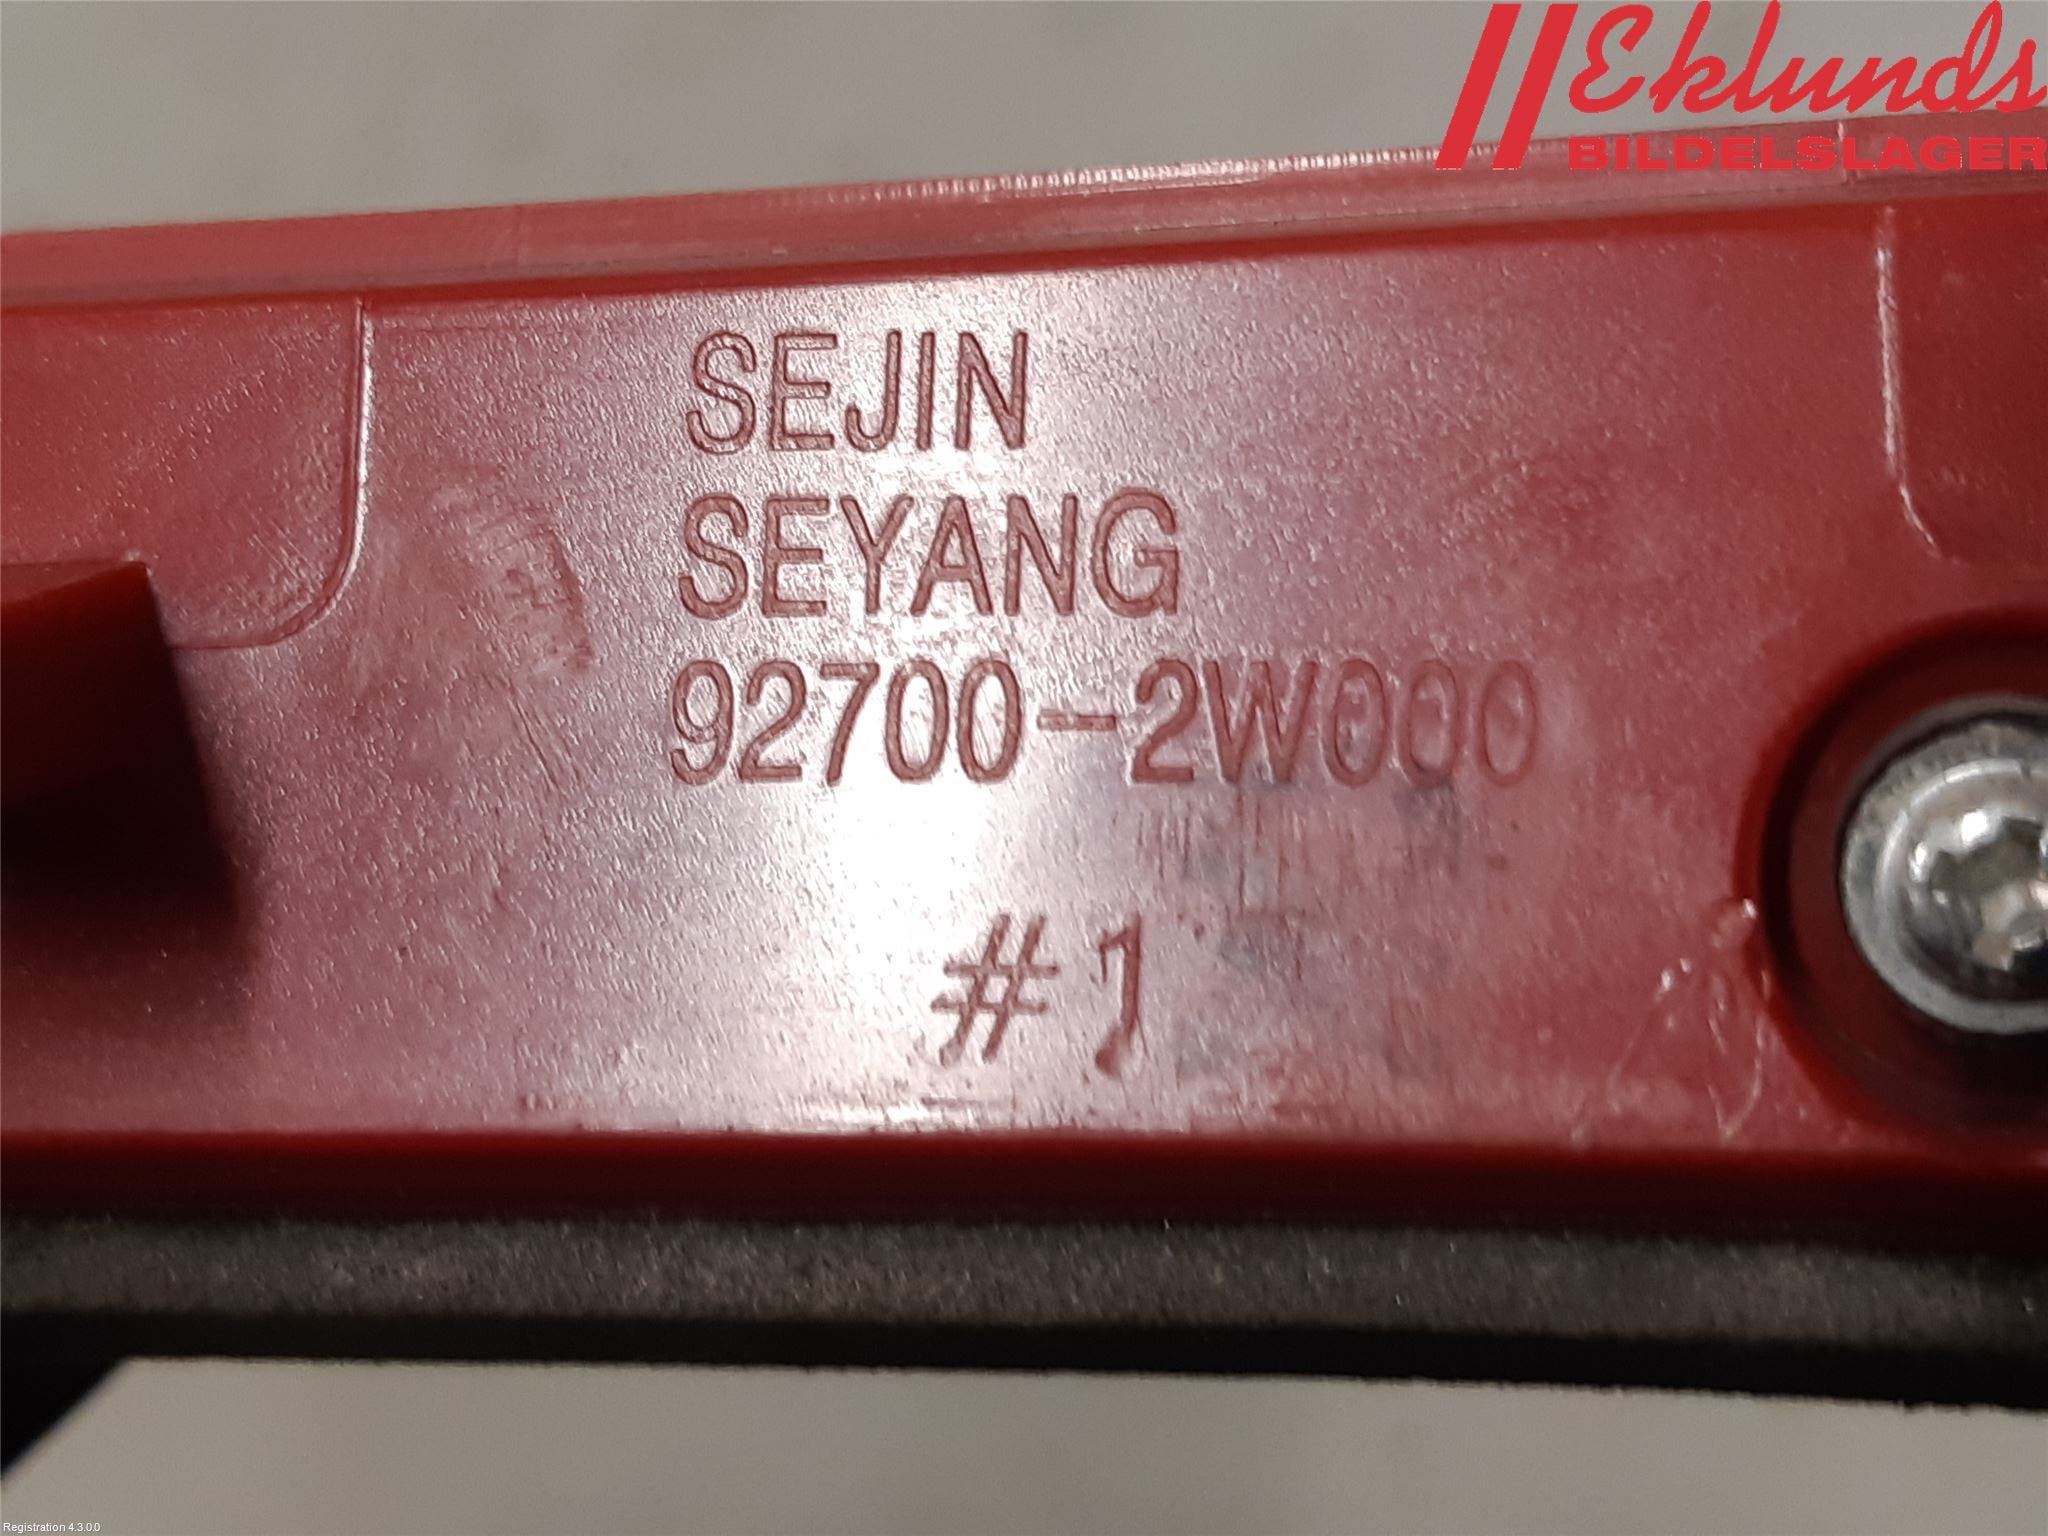 Eklunds
BILDELSLAGER
SEJIN
SEYANG
92700-2W000
#1
Registration 4.3.0.0